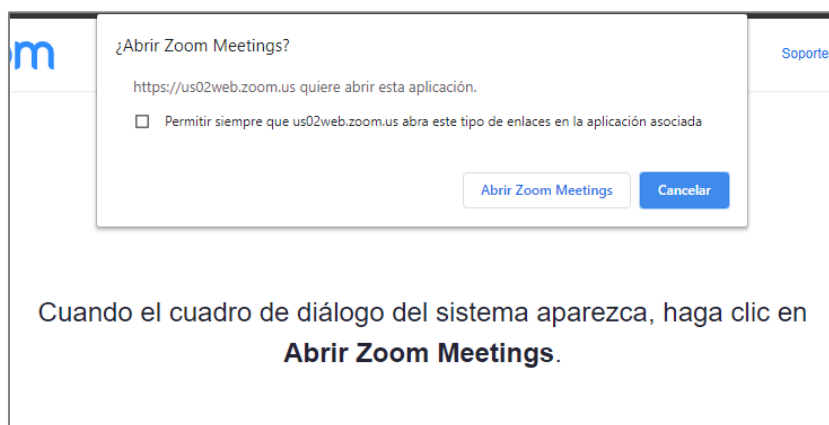 ¿Abrir Zoom Meetings?
om
Soporte
https://us02web.zoom.us quiere abrir esta aplicación.
Permitir siempre que us02web.zoom.us abra este tipo de enlaces en la aplicación asociada
Abrir Zoom Meetings
Cancelar
Cuando el cuadro de diálogo del sistema aparezca, haga clic en
Abrir Zoom Meetings.